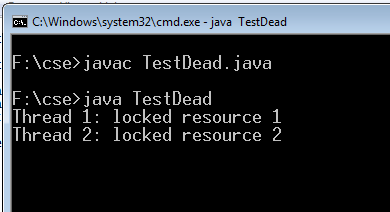 C:\Windows\system32\cmd.exe - java TestDead
F:\cse>javac TestDead.java
F:\cse>java TestDead
Thread 1: locked resource 1
Thread 2: locked resource 2